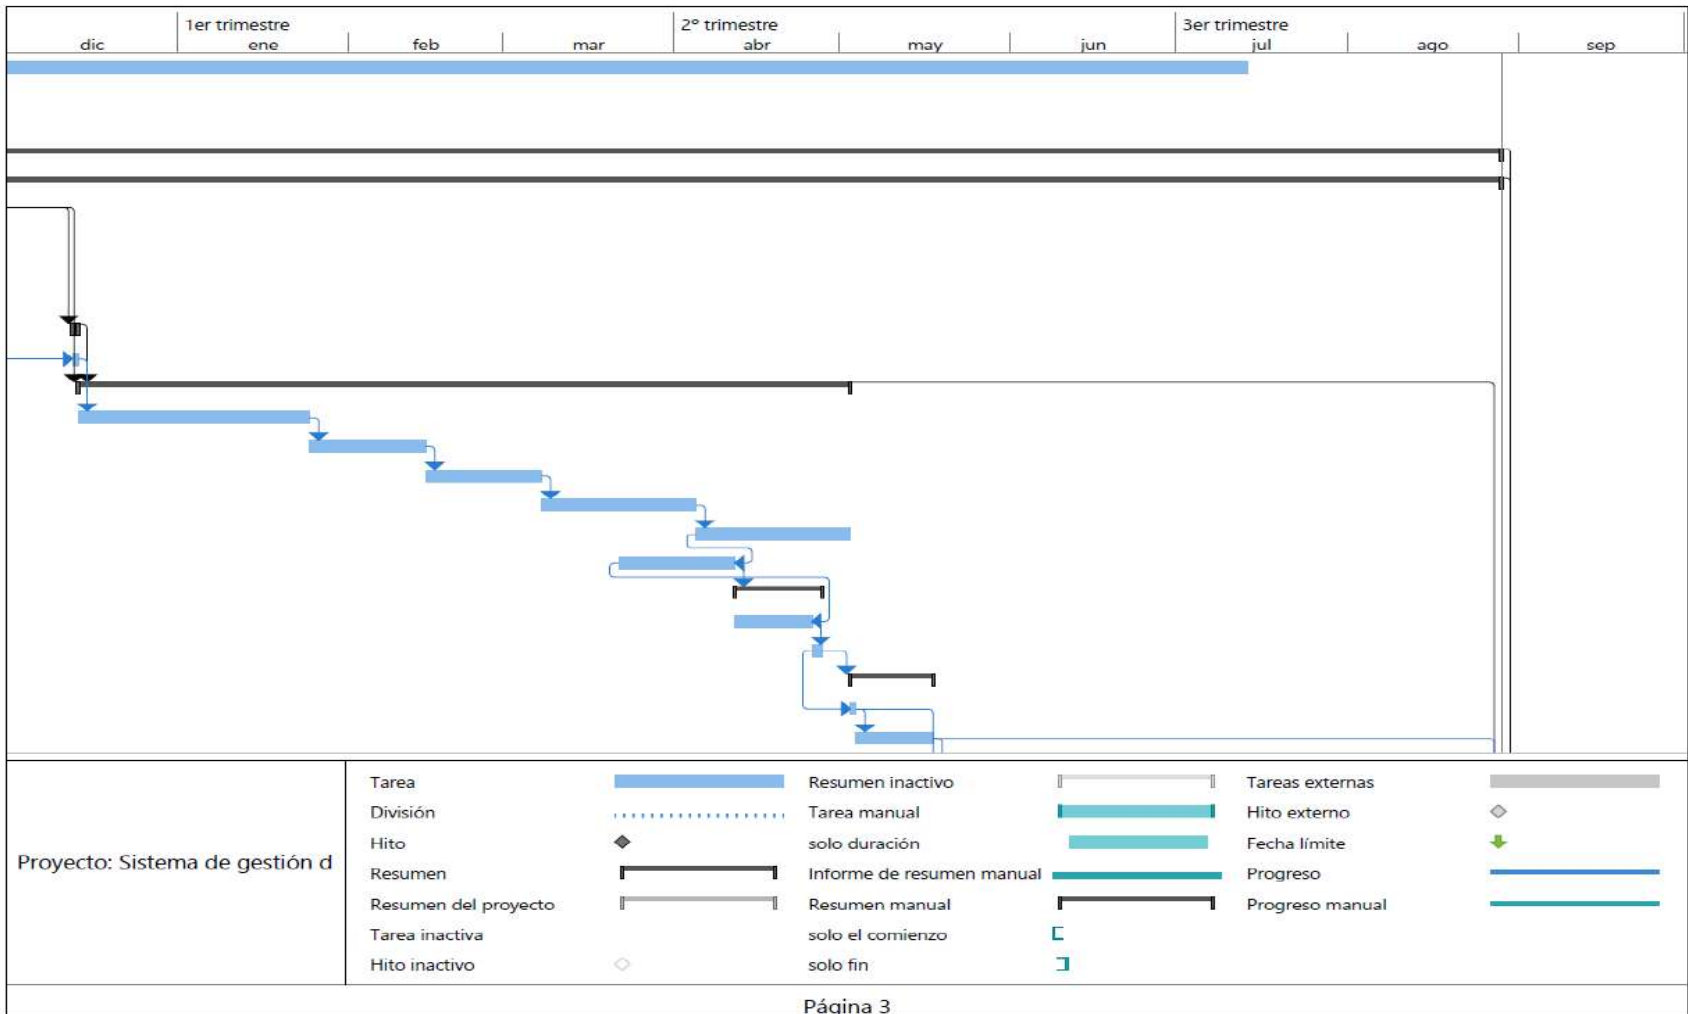 1er trimestre 2º trimestre 3er trimestre
dic ene feb mar abr may jun jul ago sep
Proyecto: Sistema de gestión d
Tarea
División
Hito
Resumen
Resumen del proyecto
Tarea inactiva
Hito inactivo
Resumen inactivo
Tarea manual
solo duración
Informe de resumen manual
Resumen manual
solo el comienzo
solo fin
Tareas externas
Hito externo
Fecha límite
Progreso
Progreso manual
Página 3